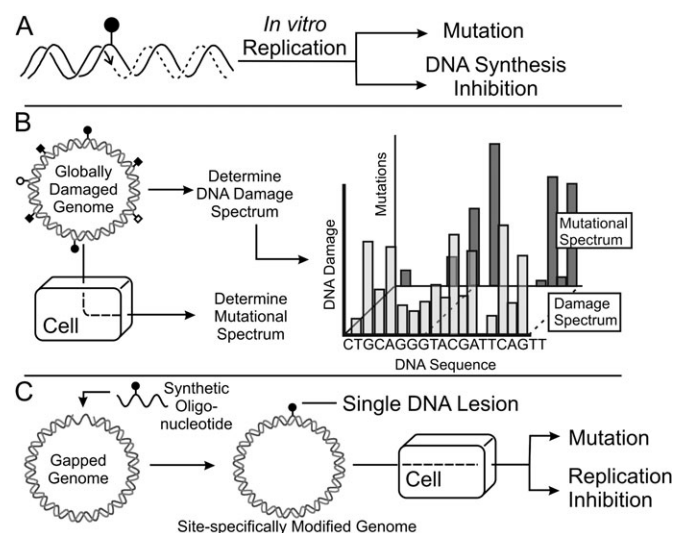 A
In vitro
Replication
Mutation
DNA Synthesis
Inhibition
B
Globally
Damaged
Genome
Determine
DNA Damage
Spectrum
Cell
Determine
Mutational
Spectrum
DNA Damage
Mutations
Mutational
Spectrum
Damage
Spectrum
CTGCAGGGTACGATTCAGTT
DNA Sequence
C
Synthetic
Oligo-
nucleotide
Gapped
Genome
Single DNA Lesion
Site-specifically Modified Genome
Cell
Mutation
Replication
Inhibition